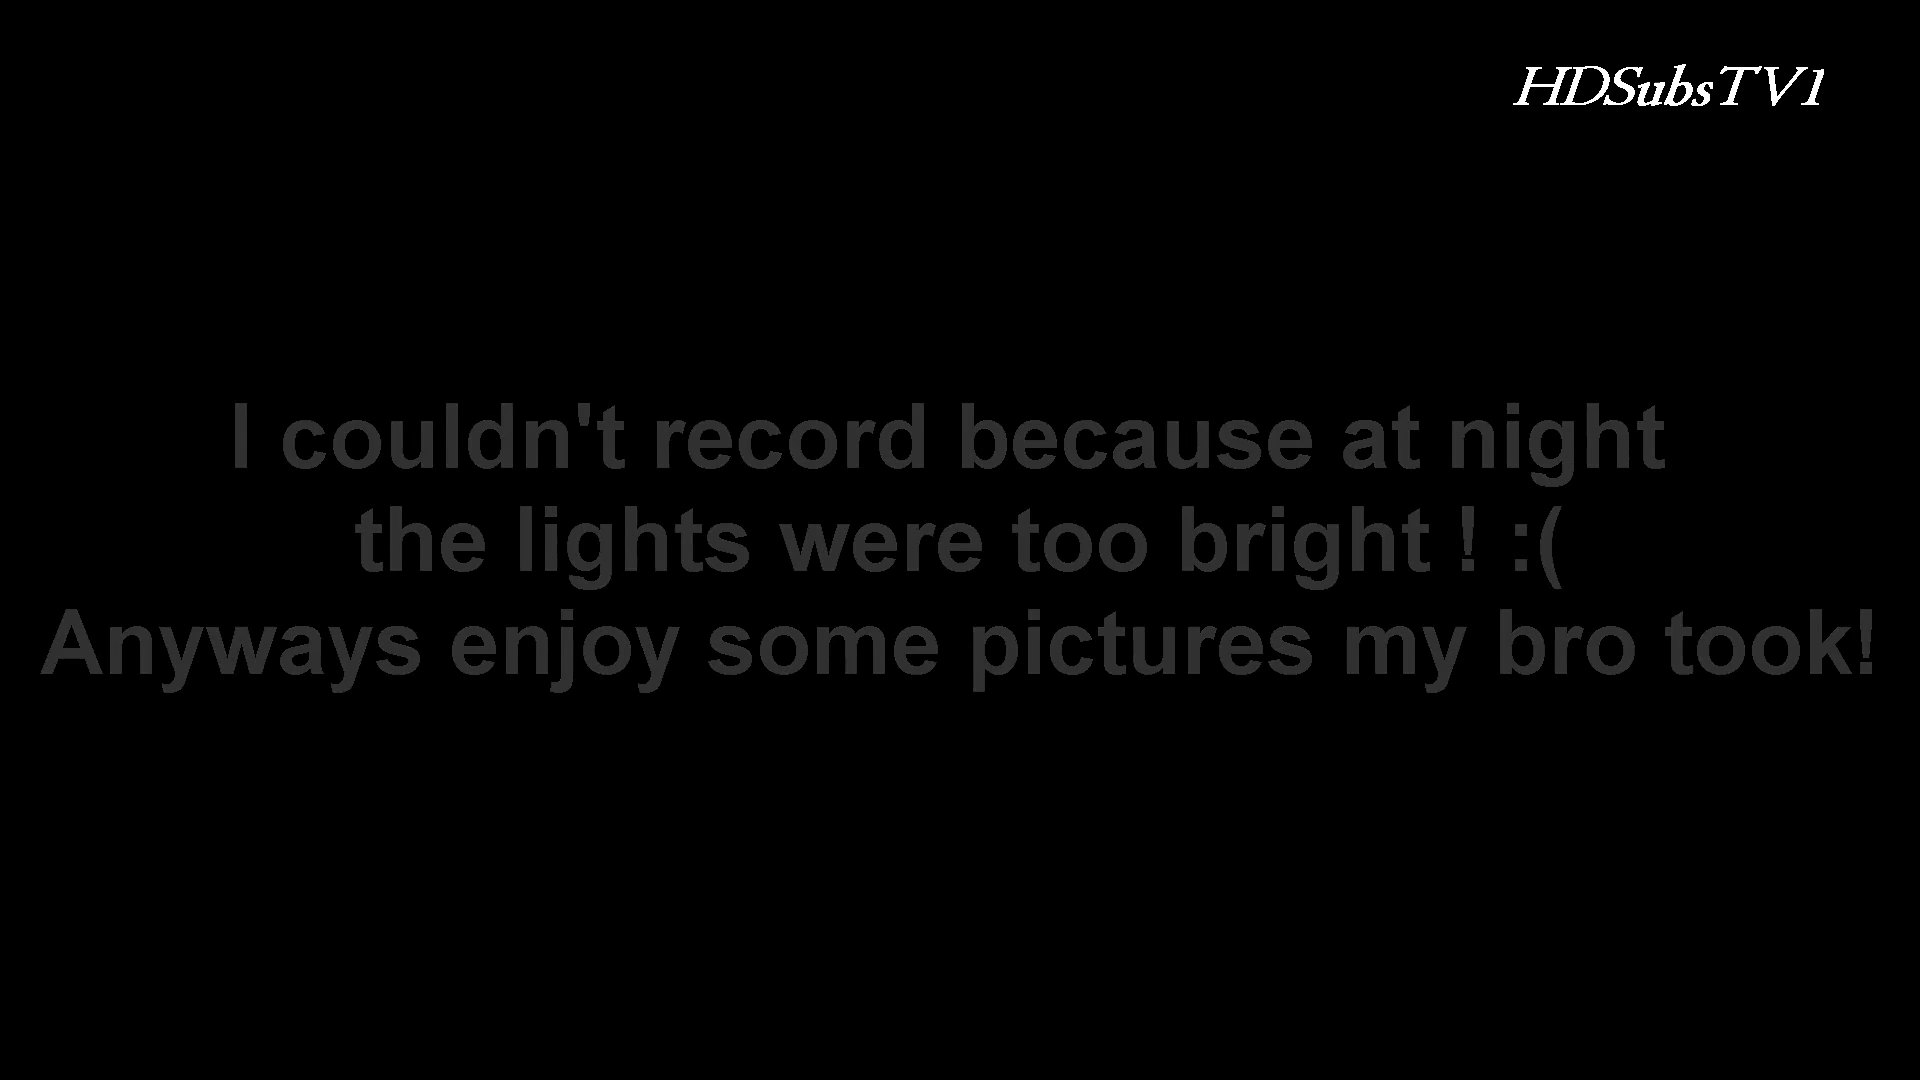 HDSubsTV1
I couldn't record because at night
the lights were too bright ! :(
Anyways enjoy some pictures my bro took!